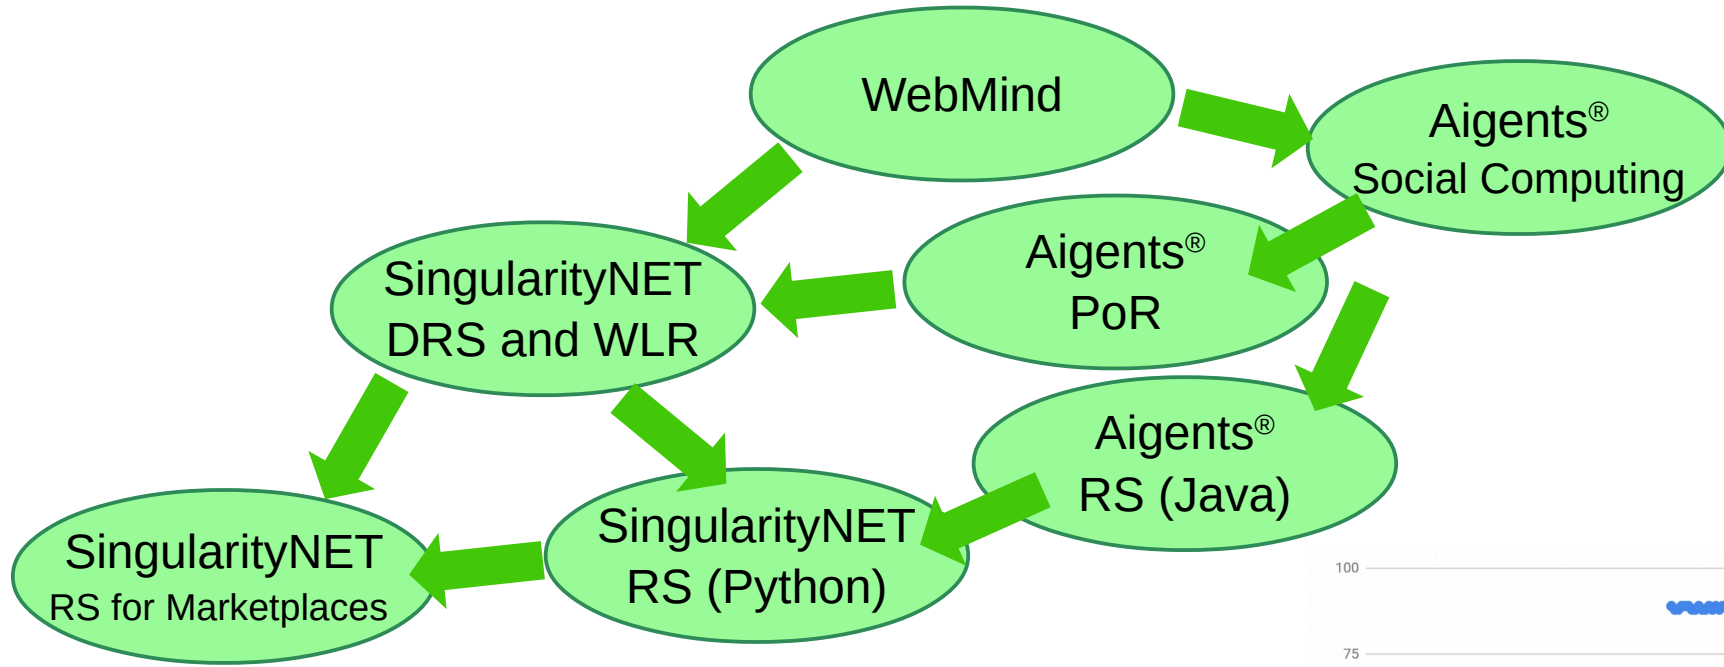 WebMind
Aigents®
Social Computing
Aigents®
PoR
SingularityNET
DRS and WLR
Aigents®
RS (Java)
SingularityNET
RS (Python)
SingularityNET
RS for Marketplaces
100
75